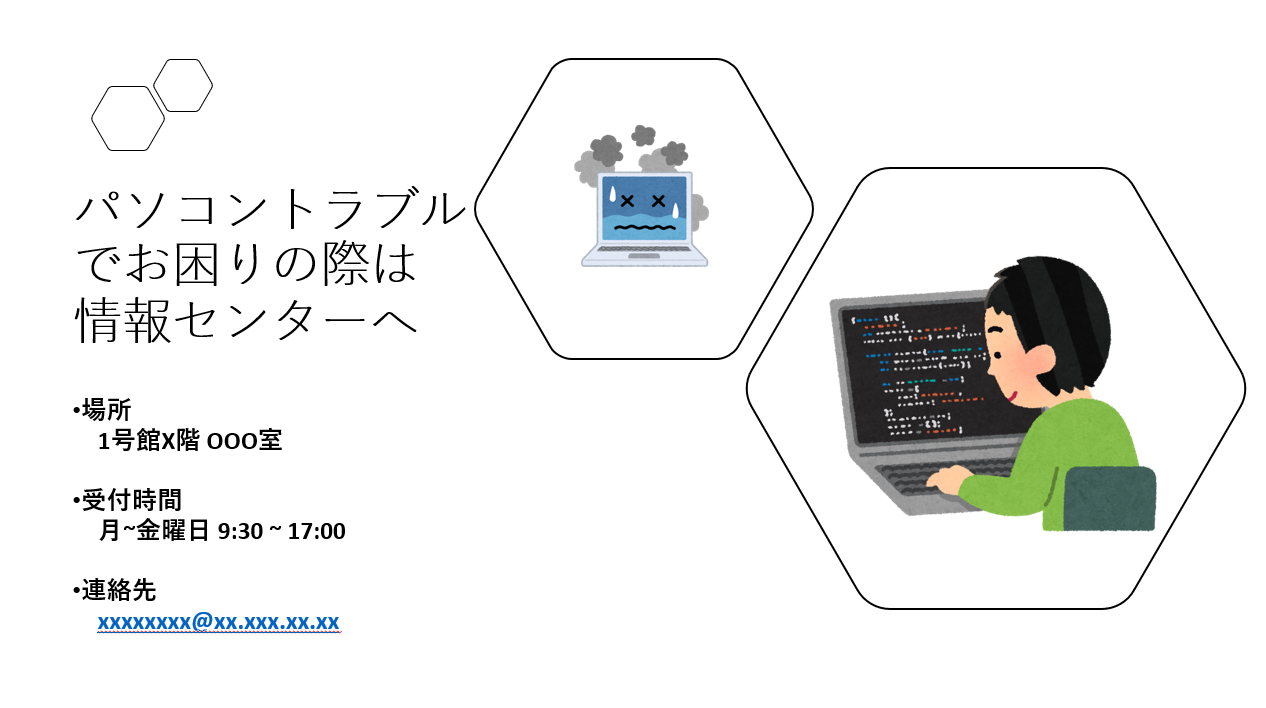 パソコントラブル
でお困りの際は
情報センターへ
•場所
1号館X階 OOO室
•受付時間
月~金曜日 9:30 ~ 17:00
•連絡先
xxxxxxxx@xx.xxx.xx.xx